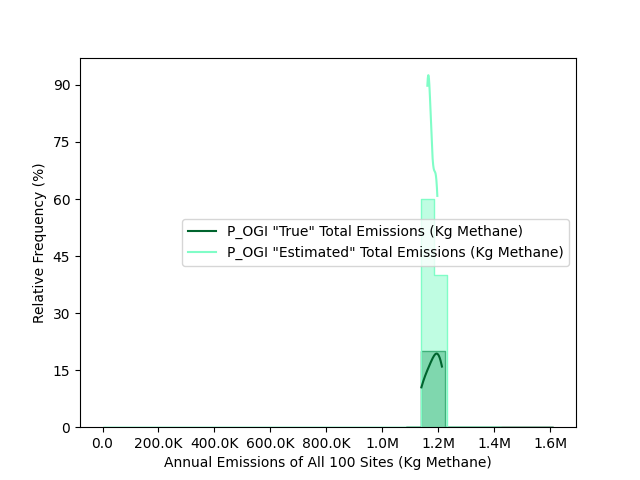 90
75
60
45
30
15
0
Relative Frequency (%)
P_OGI "True" Total Emissions (Kg Methane)
P_OGI "Estimated" Total Emissions (Kg Methane)
0.0 200.0K 400.0K 600.0K 800.0K 1.0M 1.2M 1.4M 1.6M
Annual Emissions of All 100 Sites (Kg Methane)